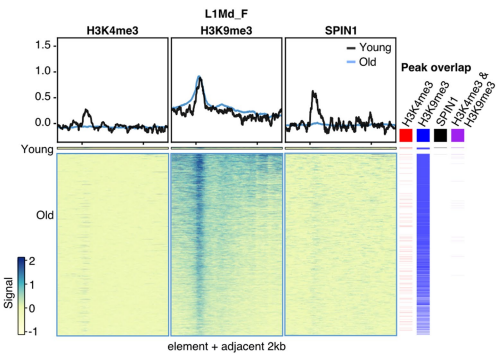 L1Md_F
H3K4me3 H3K9me3 SPIN1
1.5
1.0
0.5
0.0
Young
Old
Peak overlap
H3K4me3
H3K9me3
SPIN1
H3K4me3 &
H3K9me3
Young
Old
Signal
2
1
0
-1
element + adjacent 2kb